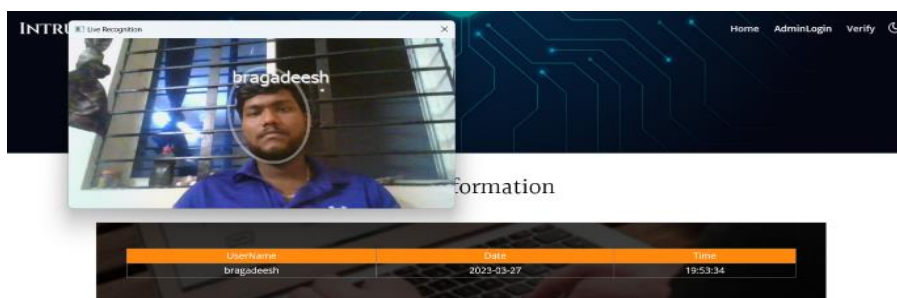 INTRU
Live Recognition
Home AdminLogin Verify
bragadeesh
formation
UserName Date Time
bragadeesh 2023-03-27 19:53:34